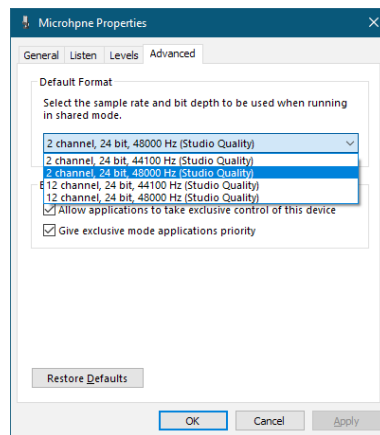 Microhpne Properties
General Listen Levels Advanced
Default Format
Select the sample rate and bit depth to be used when running
in shared mode.
2 channel, 24 bit, 48000 Hz (Studio Quality)
2 channel, 24 bit, 44100 Hz (Studio Quality)
2 channel, 24 bit, 48000 Hz (Studio Quality)
12 channel, 24 bit, 44100 Hz (Studio Quality)
12 channel, 24 bit, 48000 Hz (Studio Quality)
Allow applications to take exclusive control of this device
Give exclusive mode applications priority
Restore Defaults
OK Cancel Apply